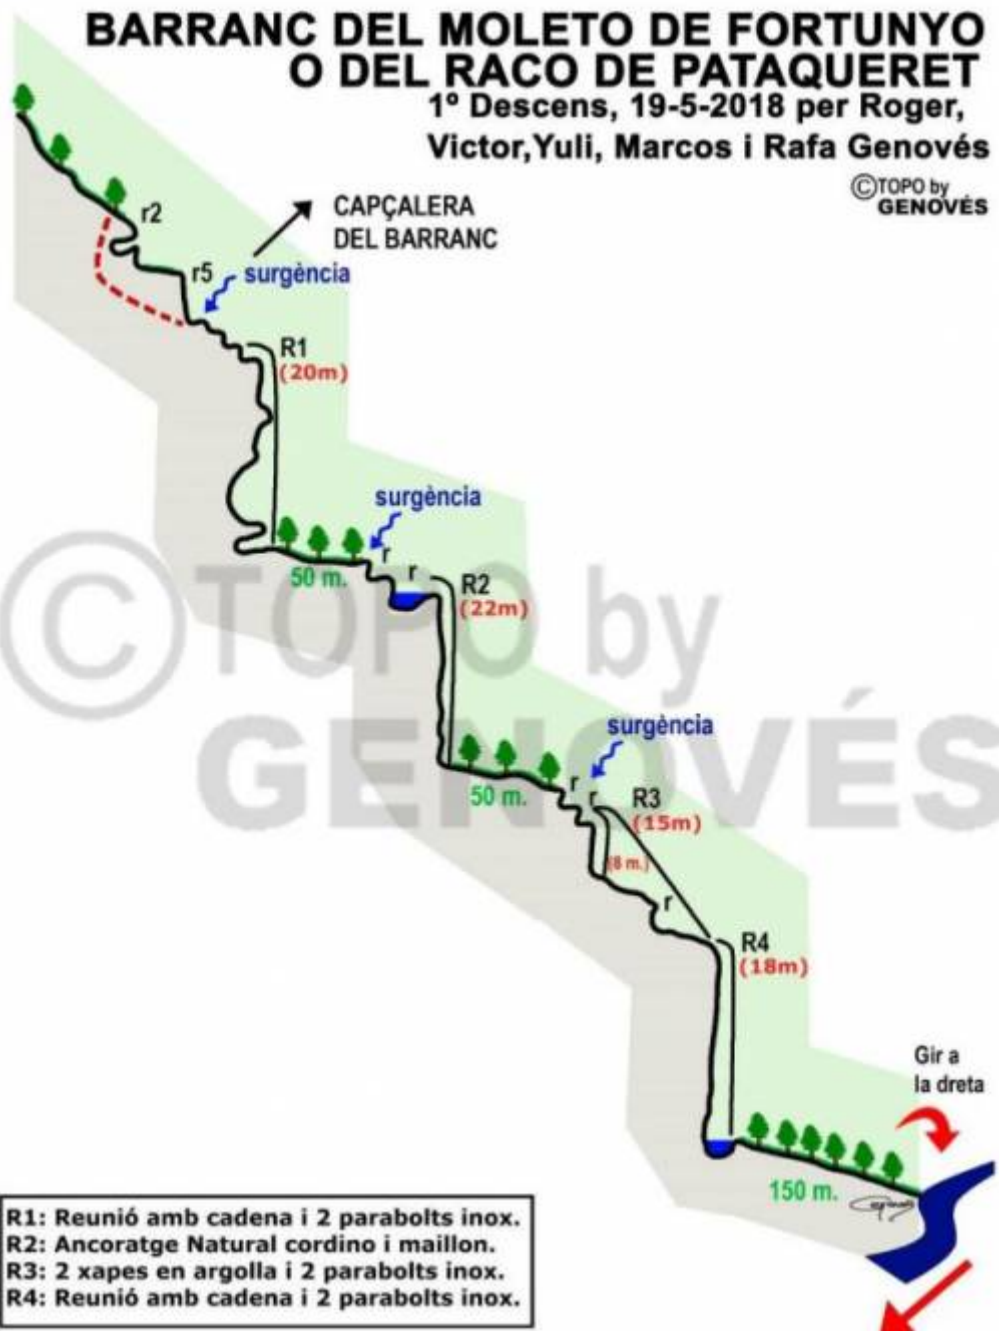 BARRANC DEL MOLETO DE FORTUNYO
O DEL RACO DE PATAQUERET
1º Descens, 19-5-2018 per Roger,
Victor,Yuli, Marcos i Rafa Genovés
©TOPO by
GENOVÉS
r2
CAPÇALERA
DEL BARRANC
r5
surgència
R1
(20m)
surgència
r
r
50 m.
R2
(22m)
© TOPO by
GENOVÉS
surgència
r
r
50 m.
R3
(15m)
(8 m.)
r
R4
(18m)
Gir a
la dreta
150 m.
R1: Reunió amb cadena i 2 parabolts inox.
R2: Ancoratge Natural cordino i maillon.
R3: 2 xapes en argolla i 2 parabolts inox.
R4: Reunió amb cadena i 2 parabolts inox.